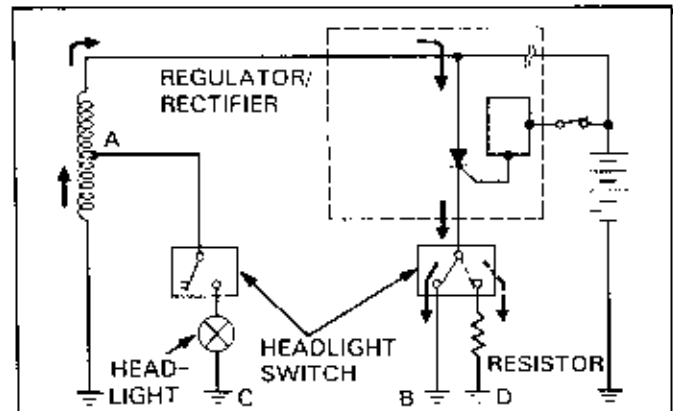 REGULATOR/
RECTIFIER
A
HEAD-
LIGHT
C
HEADLIGHT
SWITCH
B
D
RESISTOR